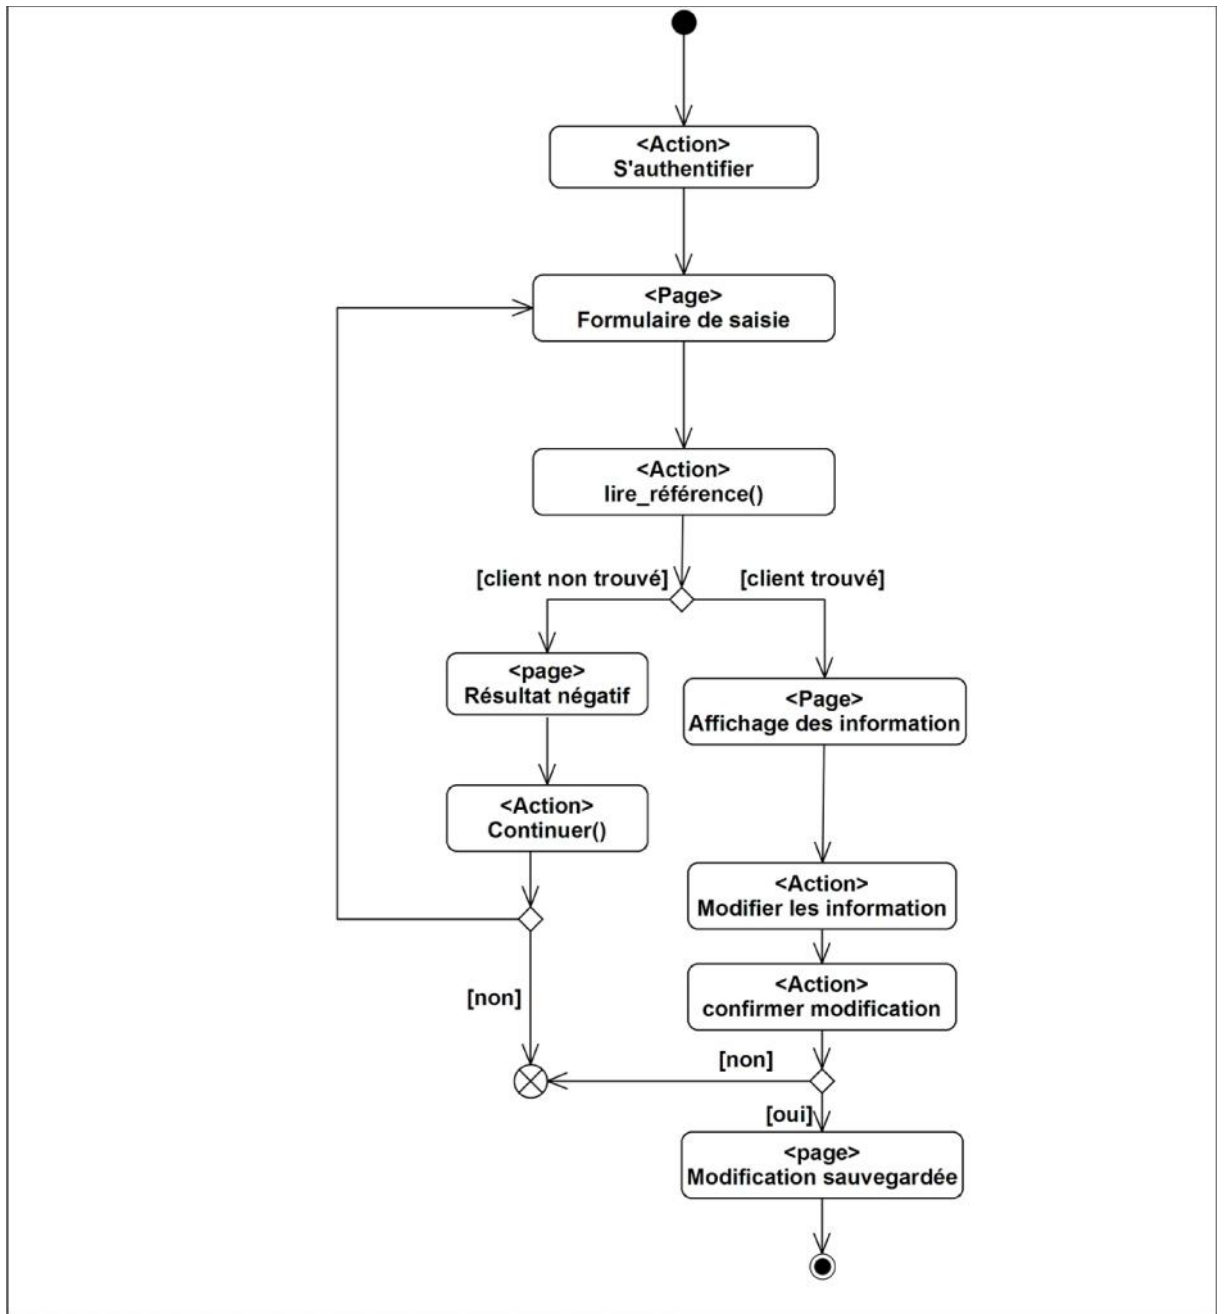 <Action>
S'authentifier
<Page>
Formulaire de saisie
<Action>
lire_référence()
[client non trouvé]
[client trouvé]
<page>
Résultat négatif
<Page>
Affichage des information
<Action>
Continuer()
<Action>
Modifier les information
<Action>
confirmer modification
[non]
[non]
[oui]
<page>
Modification sauvegardée